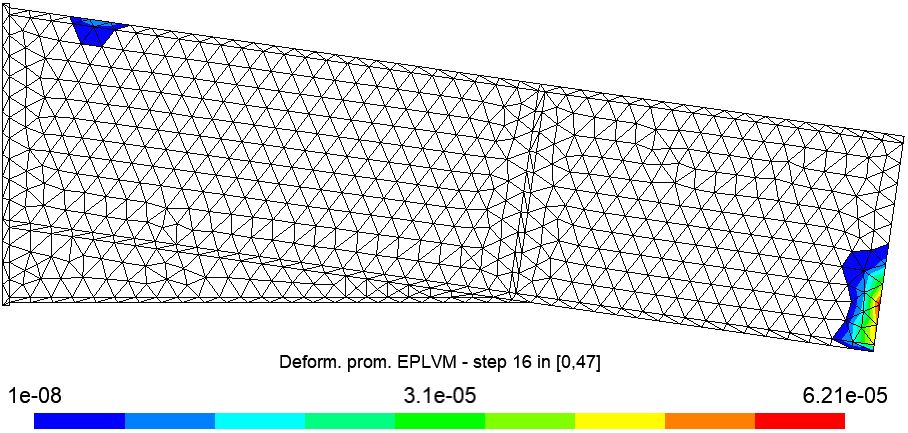 Deform. prom. EPLVM - step 16 in [0,47]
1e-08 3.1e-05 6.21e-05